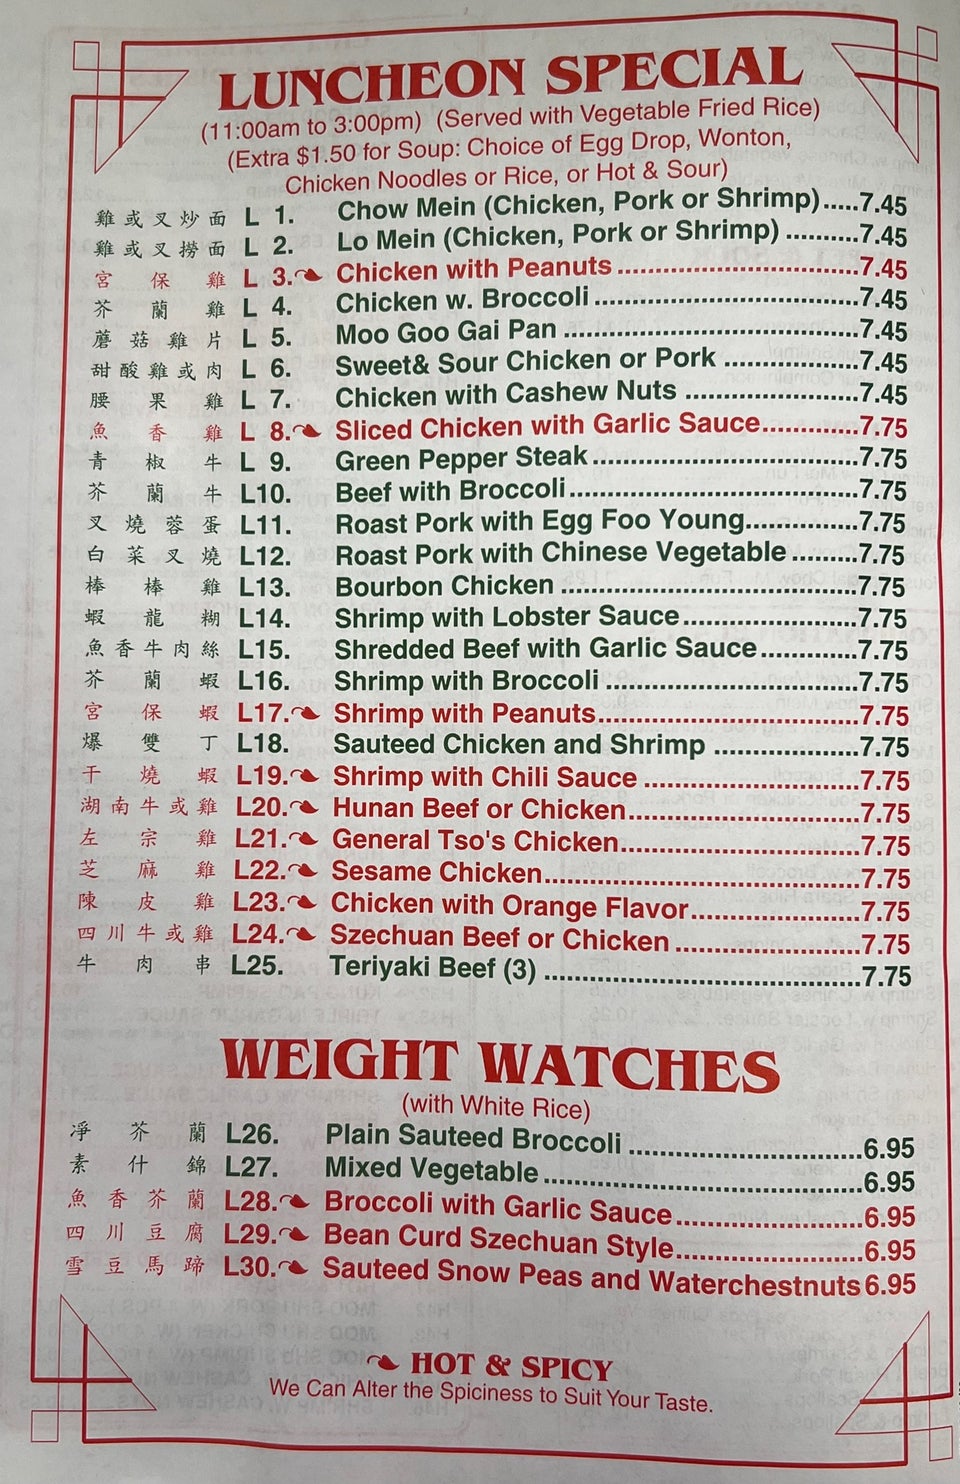 LUNCHEON SPECIAL
(11:00am to 3:00pm) (Served with Vegetable Fried Rice)
(Extra $1.50 for Soup: Choice of Egg Drop, Wonton,
Chicken Noodles or Rice, or Hot & Sour)
雞或叉炒面 L 1. Chow Mein (Chicken, Pork or Shrimp).....7.45
雞或叉撈面 L 2. Lo Mein (Chicken, Pork or Shrimp) ..........7.45
宮保雞 L 3. Chicken with Peanuts ..............................7.45
芥蘭雞 L 4. Chicken w. Broccoli .................................7.45
蘑菇雞片 L 5. Moo Goo Gai Pan .....................................7.45
甜酸雞或肉 L 6. Sweet& Sour Chicken or Pork .................7.45
腰果雞 L 7. Chicken with Cashew Nuts ......................7.45
魚香雞 L 8. Sliced Chicken with Garlic Sauce............7.75
青椒牛 L 9. Green Pepper Steak ..................................7.75
芥蘭牛 L10. Beef with Broccoli....................................7.75
叉燒蓉蛋 L11. Roast Pork with Egg Foo Young..............7.75
白菜叉燒 L12. Roast Pork with Chinese Vegetable ........7.75
棒棒雞 L13. Bourbon Chicken .....................................7.75
蝦龍糊 L14. Shrimp with Lobster Sauce......................7.75
魚香牛肉絲 L15. Shredded Beef with Garlic Sauce............7.75
芥蘭蝦 L16. Shrimp with Broccoli ................................7.75
宮保蝦 L17. Shrimp with Peanuts.................................7.75
爆雙丁 L18. Sauteed Chicken and Shrimp ..................7.75
干燒蝦 L19. Shrimp with Chili Sauce ...........................7.75
湖南牛或雞 L20. Hunan Beef or Chicken.............................7.75
左宗雞 L21. General Tso's Chicken..............................7.75
芝麻雞 L22. Sesame Chicken........................................7.75
陳皮雞 L23. Chicken with Orange Flavor.....................7.75
四川牛或雞 L24. Szechuan Beef or Chicken .......................7.75
牛肉串 L25. Teriyaki Beef (3) .......................................7.75
WEIGHT WATCHES
(with White Rice)
凈芥蘭 L26. Plain Sauteed Broccoli .............................6.95
素什錦 L27. Mixed Vegetable .......................................6.95
魚香芥蘭 L28. Broccoli with Garlic Sauce.......................6.95
四川豆腐 L29. Bean Curd Szechuan Style.......................6.95
雪豆馬蹄 L30. Sauteed Snow Peas and Waterchestnuts 6.95
HOT & SPICY
We Can Alter the Spiciness to Suit Your Taste.